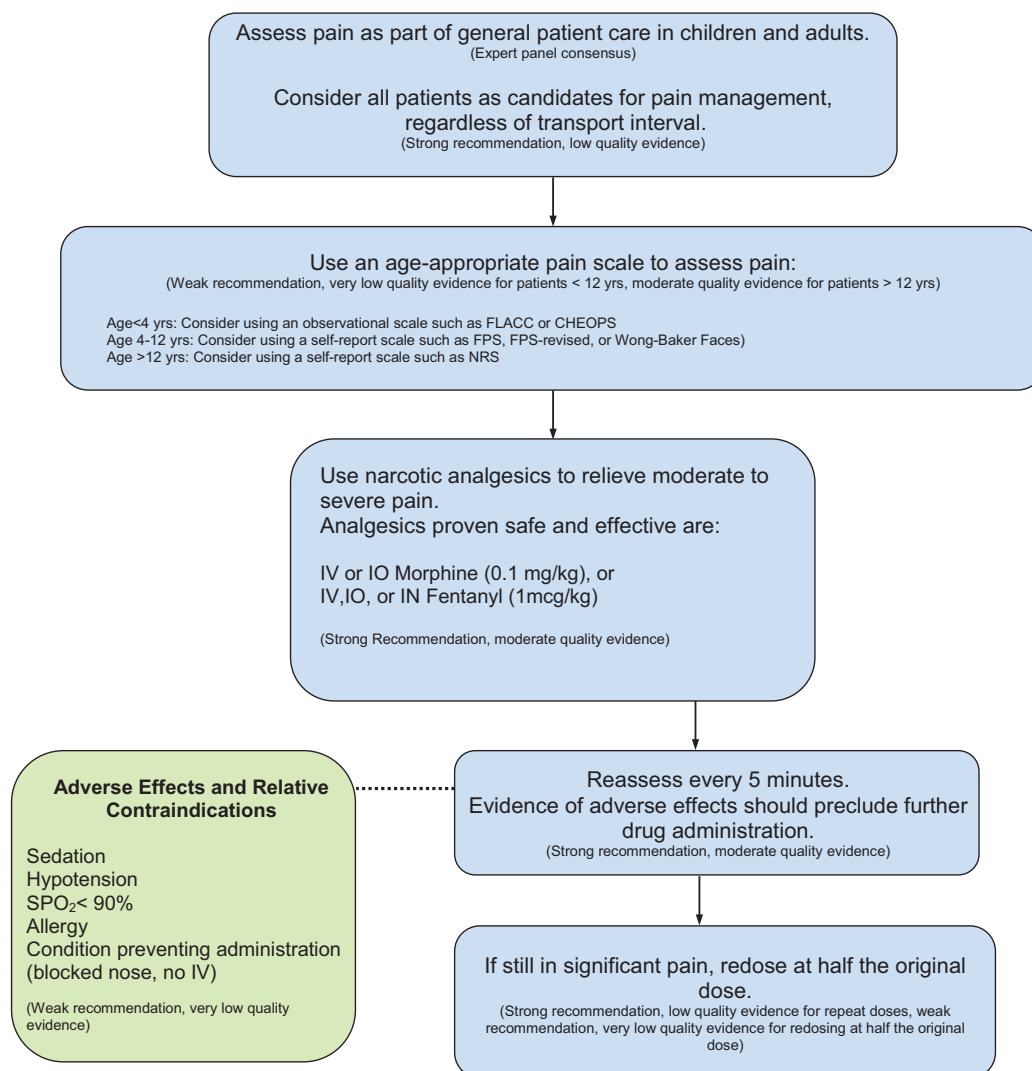 Assess pain as part of general patient care in children and adults.
(Expert panel consensus)
Consider all patients as candidates for pain management,
regardless of transport interval.
(Strong recommendation, low quality evidence)
Use an age-appropriate pain scale to assess pain:
(Weak recommendation, very low quality evidence for patients < 12 yrs, moderate quality evidence for patients > 12 yrs)
Age<4 yrs: Consider using an observational scale such as FLACC or CHEOPS
Age 4-12 yrs: Consider using a self-report scale such as FPS, FPS-revised, or Wong-Baker Faces)
Age >12 yrs: Consider using a self-report scale such as NRS
Use narcotic analgesics to relieve moderate to
severe pain.
Analgesics proven safe and effective are:
IV or IO Morphine (0.1 mg/kg), or
IV,IO, or IN Fentanyl (1mcg/kg)
(Strong Recommendation, moderate quality evidence)
Reassess every 5 minutes.
Evidence of adverse effects should preclude further
drug administration.
(Strong recommendation, moderate quality evidence)
Adverse Effects and Relative
Contraindications
Sedation
Hypotension
SPO₂< 90%
Allergy
Condition preventing administration
(blocked nose, no IV)
(Weak recommendation, very low quality
evidence)
If still in significant pain, redose at half the original
dose.
(Strong recommendation, low quality evidence for repeat doses, weak
recommendation, very low quality evidence for redosing at half the original
dose)